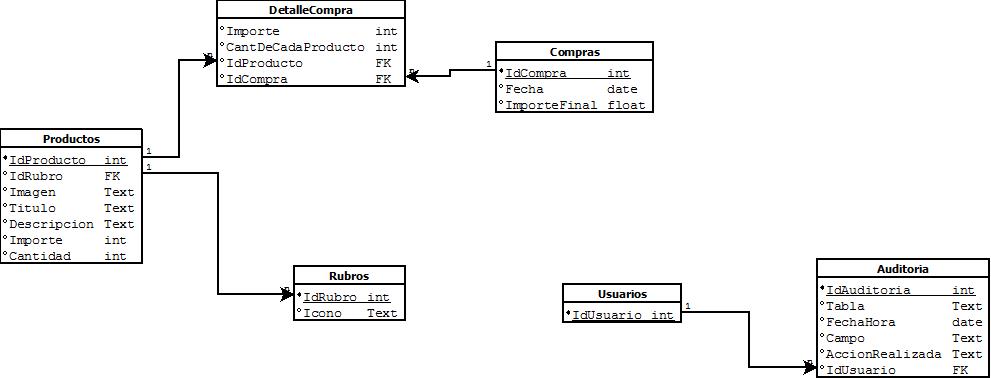 DetalleCompra
Importe int
CantDeCadaProducto int
IdProducto FK
IdCompra FK
Compras
IdCompra int
Fecha date
ImporteFinal float
1
n
n
Productos
IdProducto int
IdRubro FK
Imagen Text
Titulo Text
Descripcion Text
Importe int
Cantidad int
1
1
Rubros
IdRubro int
Icono Text
n
Usuarios
IdUsuario int
1
Auditoria
IdAuditoria int
Tabla Text
FechaHora date
Campo Text
AccionRealizada Text
IdUsuario FK
n